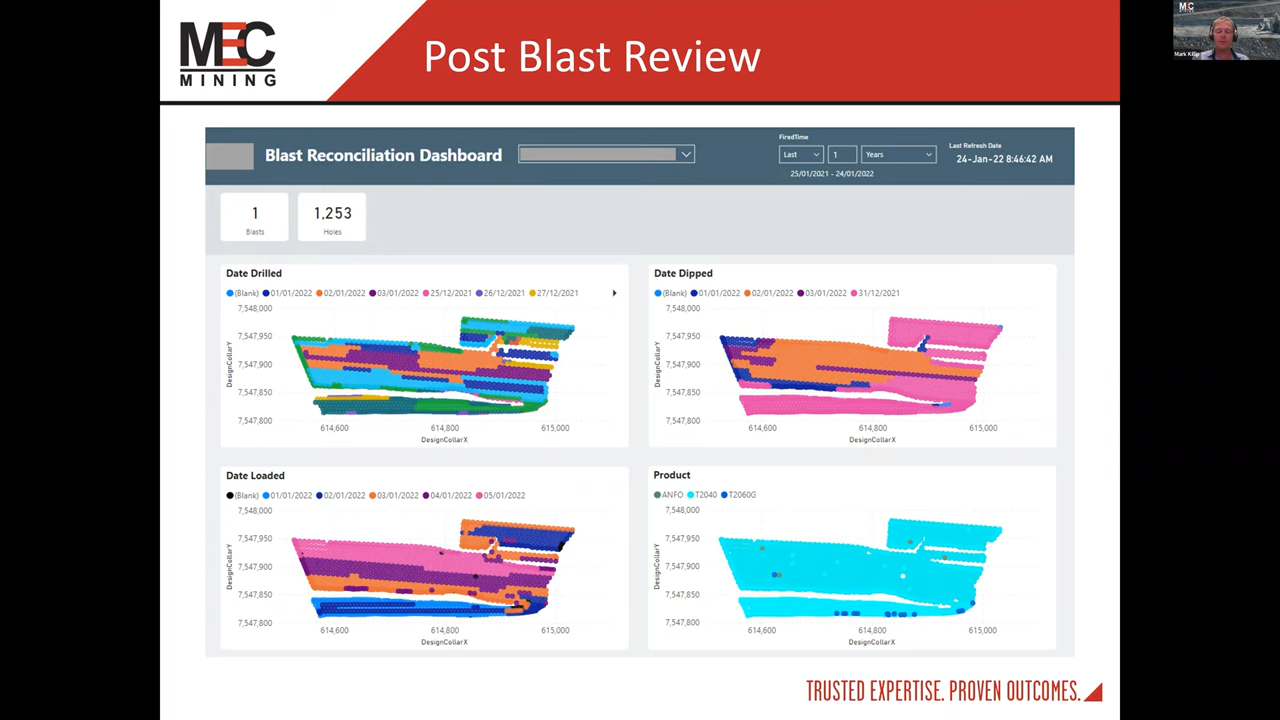 MEC
MINING
Post Blast Review
MEC
Mark Killip
Blast Reconciliation Dashboard
FiredTime
Last
1
Years
25/01/2021 - 24/01/2022
Last Refresh Date
24-Jan-22 8:46:42 AM
1
Blasts
1,253
Holes
Date Drilled
(Blank) 01/01/2022 02/01/2022 03/01/2022 25/12/2021 26/12/2021 27/12/2021
7,548,000
7,547,950
7,547,900
7,547,850
7,547,800
DesignCollarY
614,600 614,800 615,000
DesignCollarX
Date Dipped
(Blank) 01/01/2022 02/01/2022 03/01/2022 31/12/2021
7,548,000
7,547,950
7,547,900
7,547,850
7,547,800
DesignCollarY
614,600 614,800 615,000
DesignCollarX
Date Loaded
(Blank) 01/01/2022 02/01/2022 03/01/2022 04/01/2022 05/01/2022
7,548,000
7,547,950
7,547,900
7,547,850
7,547,800
DesignCollarY
614,600 614,800 615,000
DesignCollarX
Product
ANFO T2040 T2060G
7,548,000
7,547,950
7,547,900
7,547,850
7,547,800
DesignCollarY
614,600 614,800 615,000
DesignCollarX
TRUSTED EXPERTISE. PROVEN OUTCOMES.